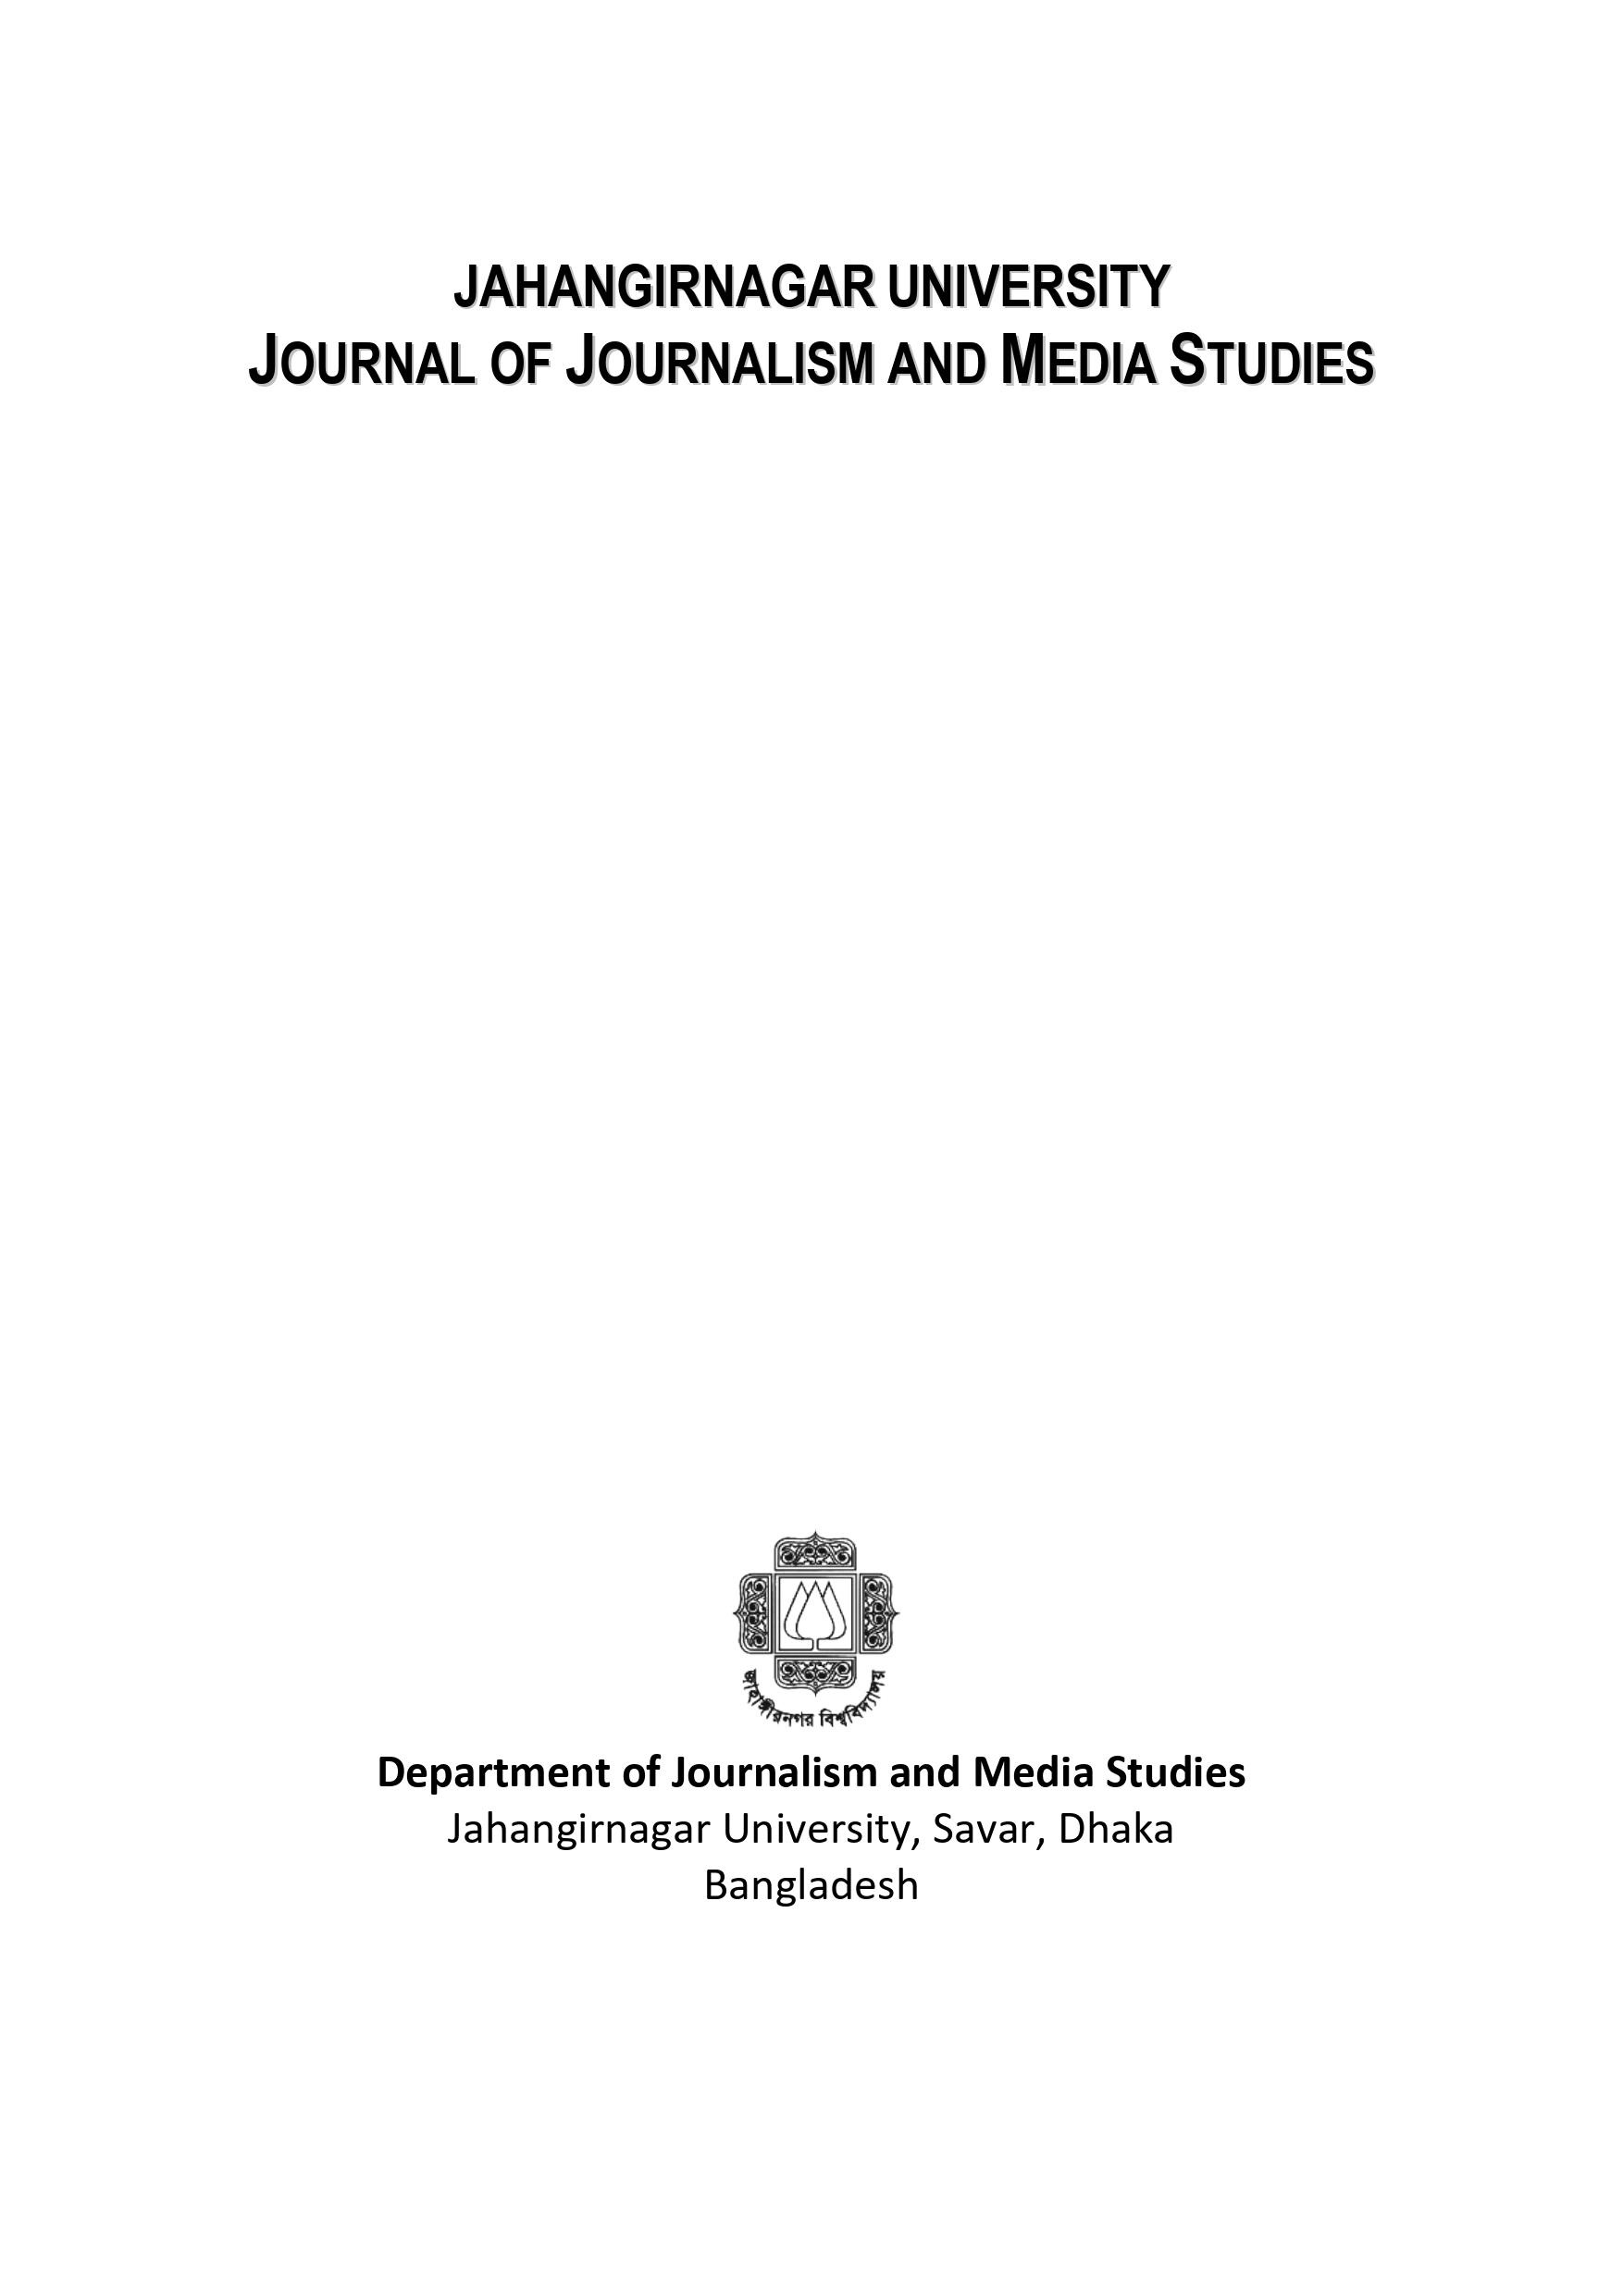 JAHANGIRNAGAR UNIVERSITY
JOURNAL OF JOURNALISM AND MEDIA STUDIES
জাহাঙ্গীরনগর বিশ্ববিদ্যালয়
Department of Journalism and Media Studies
Jahangirnagar University, Savar, Dhaka
Bangladesh